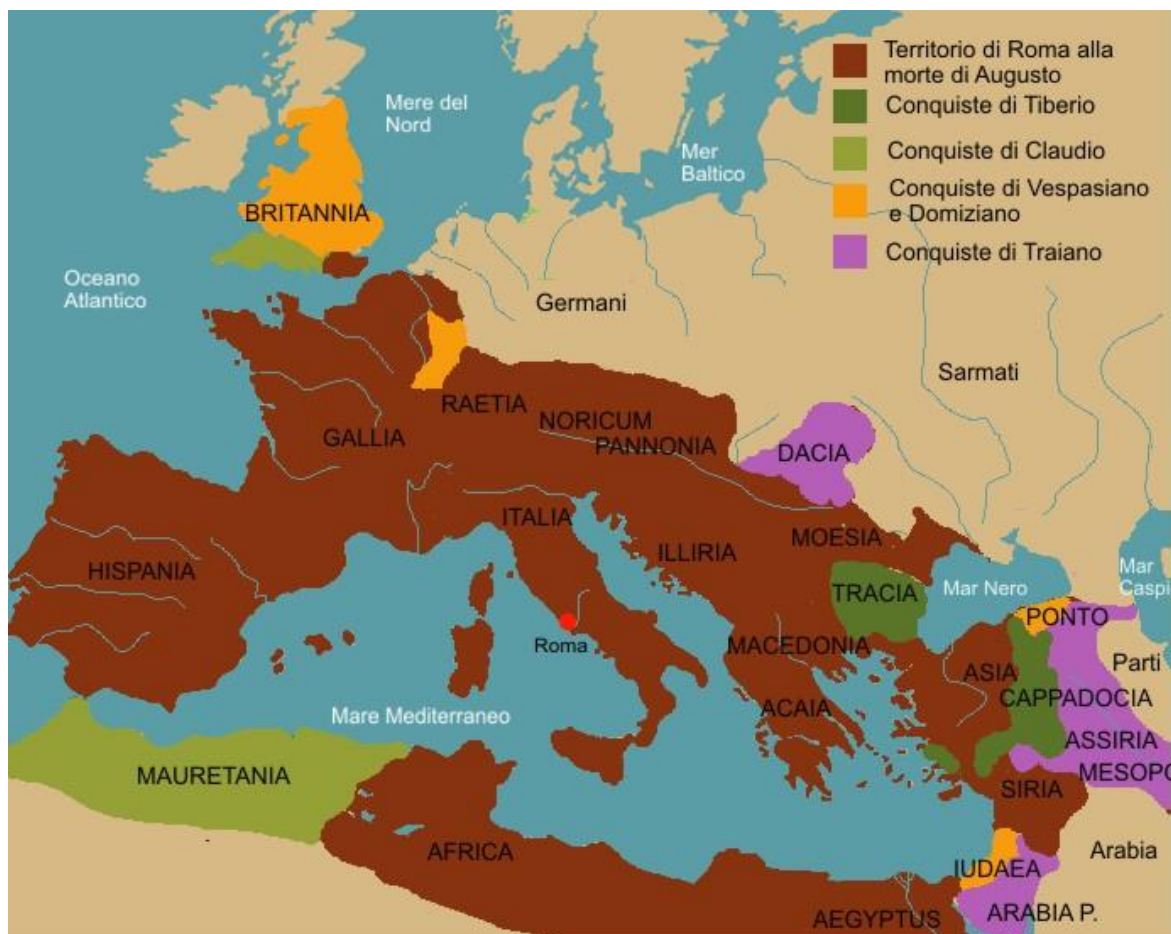 Territorio di Roma alla
morte di Augusto
Conquiste di Tiberio
Conquiste di Claudio
Conquiste di Vespasiano
e Domiziano
Conquiste di Traiano
Mere del
Nord
Mer
Baltico
BRITANNIA
Oceano
Atlantico
Germani
Sarmati
RAETIA
NORICUM
GALLIA
PANNONIA
DACIA
ITALIA
MOESIA
ILLIRIA
HISPANIA
TRACIA
Mar Nero
Mar
Caspi
PONTO
Roma
MACEDONIA
ASIA
Parti
CAPPADOCIA
ACAIA
Mare Mediterraneo
ASSIRIA
MAURETANIA
MESOPO
SIRIA
AFRICA
Arabia
IUDAEA
AEGYPTUS
ARABIA P.